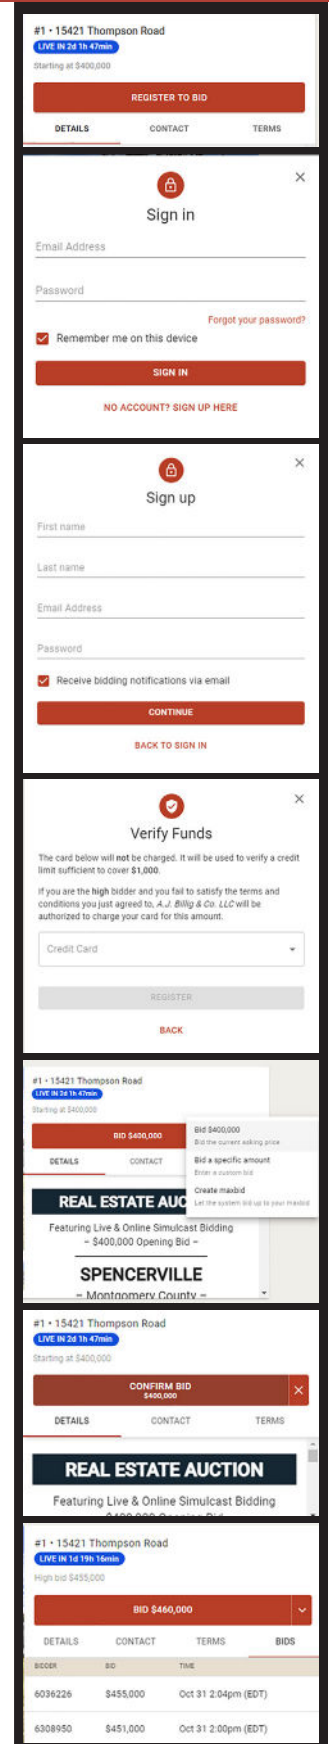 #1 • 15421 Thompson Road
LIVE IN 2d 1h 47min
Starting at $400,000
REGISTER TO BID
DETAILS CONTACT TERMS
Sign in
Email Address
Password
Forgot your password?
Remember me on this device
SIGN IN
NO ACCOUNT? SIGN UP HERE
Sign up
First name
Last name
Email Address
Password
Receive bidding notifications via email
CONTINUE
BACK TO SIGN IN
Verify Funds
The card below will not be charged. It will be used to verify a credit
limit sufficient to cover $1,000.
If you are the high bidder and you fail to satisfy the terms and
conditions you just agreed to, A.J. Billig & Co. LLC will be
authorized to charge your card for this amount.
Credit Card
REGISTER
BACK
#1 • 15421 Thompson Road
LIVE IN 2d 1h 47min
Starting at $400,000
BID $400,000
Bid $400,000
Bid the current asking price
Bid a specific amount
Enter a custom bid
Create maxbid
Let the system bid up to your maxbid
DETAILS CONTACT
REAL ESTATE AUC
Featuring Live & Online Simulcast Bidding
~ $400,000 Opening Bid ~
SPENCERVILLE
~ Montgomery County ~
#1 • 15421 Thompson Road
LIVE IN 2d 1h 47min
Starting at $400,000
CONFIRM BID
$400,000
DETAILS CONTACT TERMS
REAL ESTATE AUCTION
Featuring Live & Online Simulcast Bidding
#1 • 15421 Thompson Road
LIVE IN 1d 19h 16min
High bid $455,000
BID $460,000
DETAILS CONTACT TERMS BIDS
BIDDER BID TIME
6036226 $455,000 Oct 31 2:04pm (EDT)
6308950 $451,000 Oct 31 2:00pm (EDT)